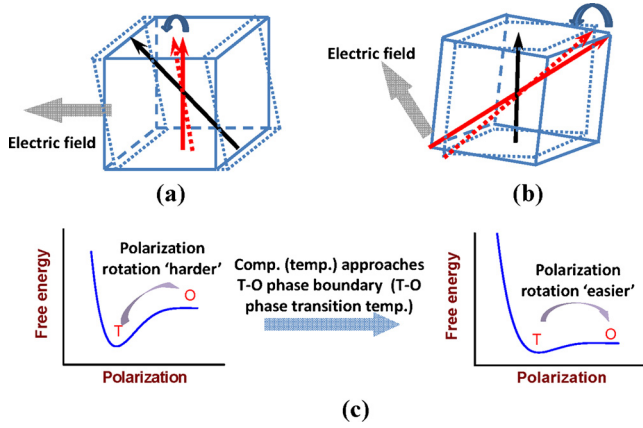 Electric field
(a)
Electric field
(b)
Free energy
Polarization
rotation 'harder'
T
O
Polarization
Comp. (temp.) approaches
T-O phase boundary (T-O
phase transition temp.)
Free energy
Polarization
rotation 'easier'
T
O
Polarization
(c)